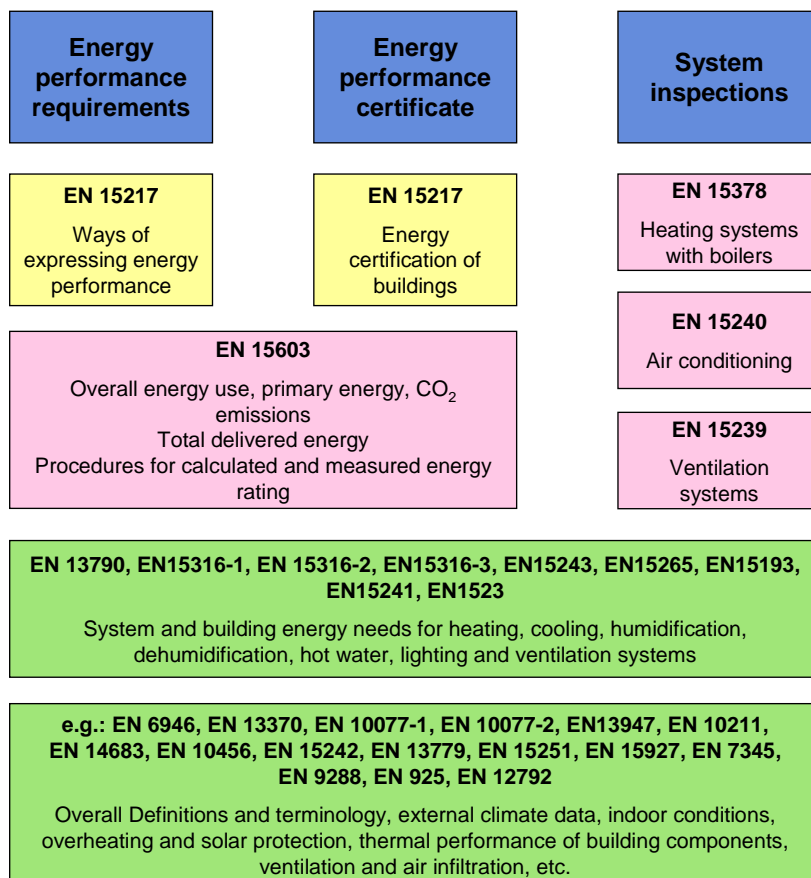 Energy
performance
requirements
Energy
performance
certificate
System
inspections
EN 15217
Ways of
expressing energy
performance
EN 15217
Energy
certification of
buildings
EN 15378
Heating systems
with boilers
EN 15603
Overall energy use, primary energy, CO₂
emissions
Total delivered energy
Procedures for calculated and measured energy
rating
EN 15240
Air conditioning
EN 15239
Ventilation
systems
EN 13790, EN15316-1, EN 15316-2, EN15316-3, EN15243, EN15265, EN15193,
EN15241, EN1523
System and building energy needs for heating, cooling, humidification,
dehumidification, hot water, lighting and ventilation systems
e.g.: EN 6946, EN 13370, EN 10077-1, EN 10077-2, EN13947, EN 10211,
EN 14683, EN 10456, EN 15242, EN 13779, EN 15251, EN 15927, EN 7345,
EN 9288, EN 925, EN 12792
Overall Definitions and terminology, external climate data, indoor conditions,
overheating and solar protection, thermal performance of building components,
ventilation and air infiltration, etc.